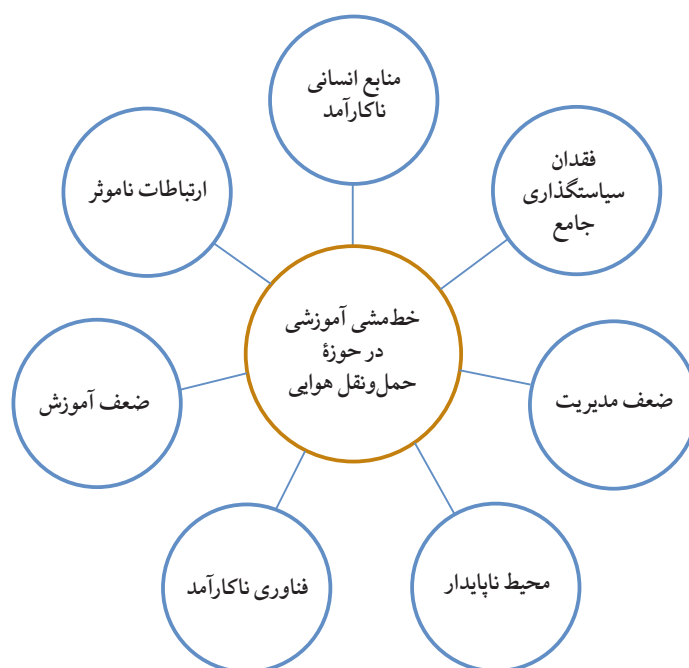 منابع انسانی
ناکارآمد
فقدان
سیاستگذاری
جامع
ارتباطات ناموثر
خط‌مشی آموزشی
در حوزهٔ
حمل‌ونقل هوایی
ضعف مدیریت
ضعف آموزش
محیط ناپایدار
فناوری ناکارآمد